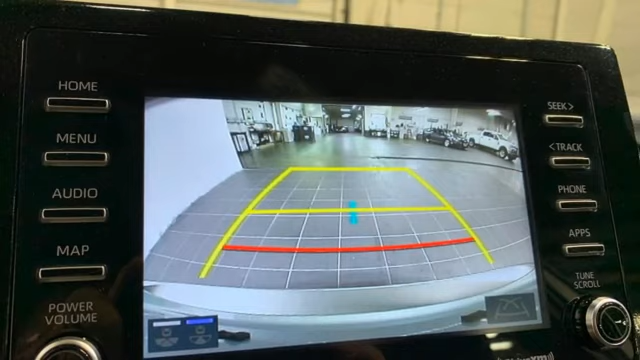 HOME
MENU
AUDIO
MAP
POWER
VOLUME
SEEK>
<TRACK
PHONE
APPS
TUNE
SCROLL